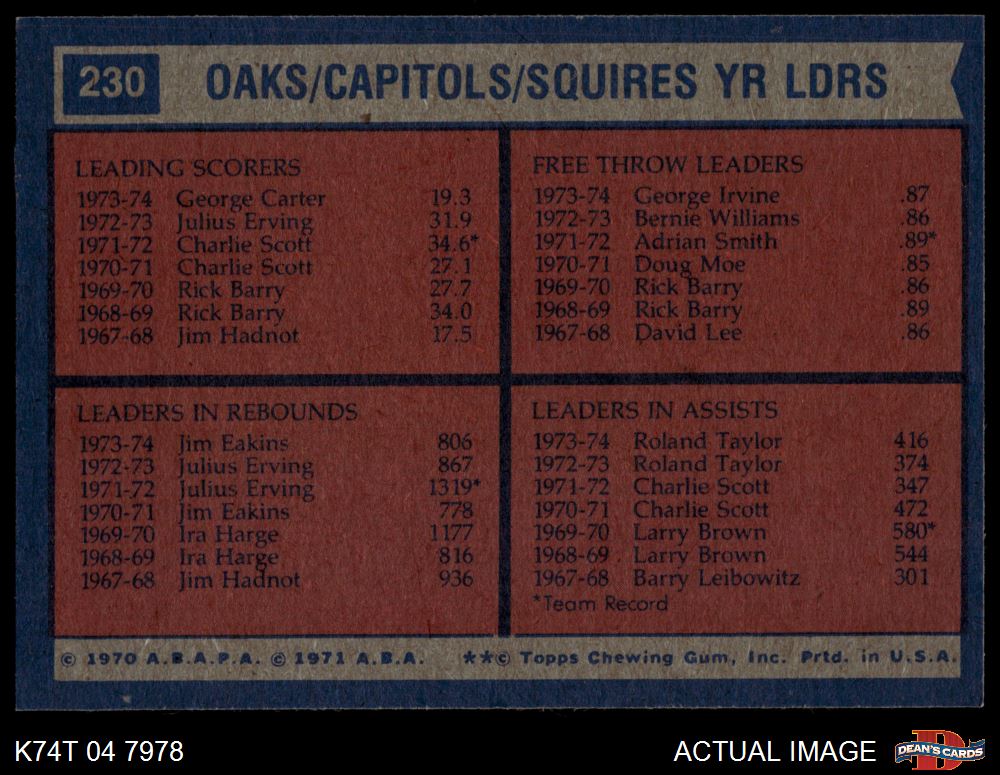 230 OAKS/CAPITOLS/SQUIRES YR LDRS
LEADING SCORERS
1973-74 George Carter 19.3
1972-73 Julius Erving 31.9
1971-72 Charlie Scott 34.6*
1970-71 Charlie Scott 27.1
1969-70 Rick Barry 27.7
1968-69 Rick Barry 34.0
1967-68 Jim Hadnot 17.5
FREE THROW LEADERS
1973-74 George Irvine .87
1972-73 Bernie Williams .86
1971-72 Adrian Smith .89*
1970-71 Doug Moe .85
1969-70 Rick Barry .86
1968-69 Rick Barry .89
1967-68 David Lee .86
LEADERS IN REBOUNDS
1973-74 Jim Eakins 806
1972-73 Julius Erving 867
1971-72 Julius Erving 1319*
1970-71 Jim Eakins 778
1969-70 Ira Harge 1177
1968-69 Ira Harge 816
1967-68 Jim Hadnot 936
LEADERS IN ASSISTS
1973-74 Roland Taylor 416
1972-73 Roland Taylor 374
1971-72 Charlie Scott 347
1970-71 Charlie Scott 472
1969-70 Larry Brown 580*
1968-69 Larry Brown 544
1967-68 Barry Leibowitz 301
*Team Record
© 1970 A.B.A.P.A. © 1971 A.B.A. **© Topps Chewing Gum, Inc. Prtd. in U.S.A.
K74T 04 7978
ACTUAL IMAGE
DEAN'S CARDS